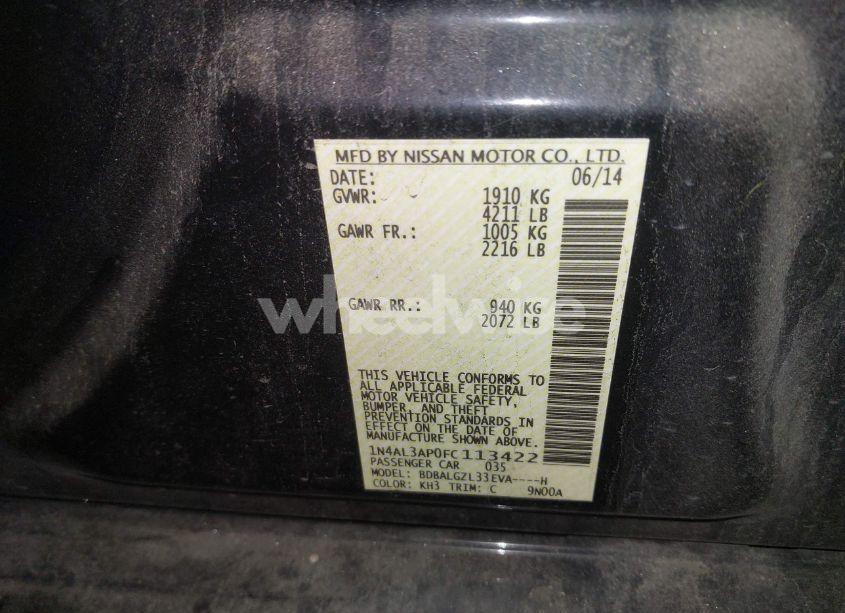 MFD BY NISSAN MOTOR CO., LTD.
DATE: 06/14
GVWR: 1910 KG
4211 LB
GAWR FR.: 1005 KG
2216 LB
wheelwire
GAWR RR.: 940 KG
2072 LB
THIS VEHICLE CONFORMS TO
ALL APPLICABLE FEDERAL
MOTOR VEHICLE SAFETY,
BUMPER, AND THEFT
PREVENTION STANDARDS IN
EFFECT ON THE DATE OF
MANUFACTURE SHOWN ABOVE.
1N4AL3AP0FC113422
PASSENGER CAR 035
MODEL: BDBALGZL33EVA----H
COLOR: KH3 TRIM: C 9N00A